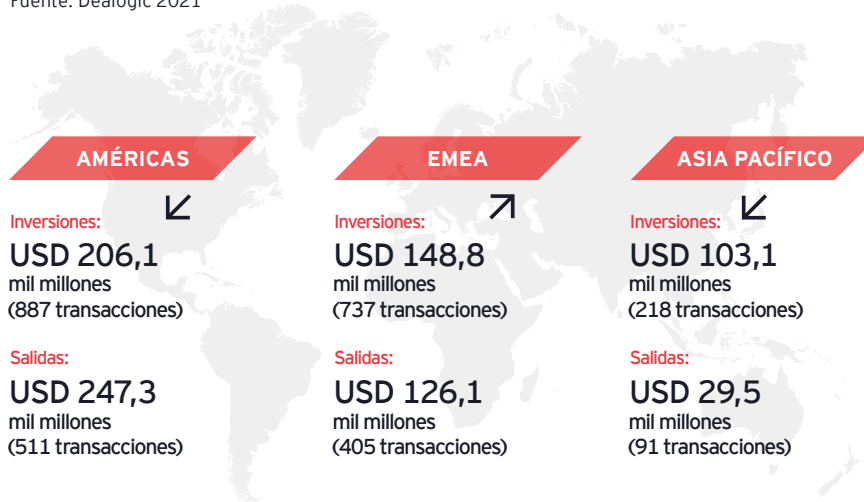 Fuente: Dealogic 2021
AMÉRICAS
Inversiones:
USD 206,1
mil millones
(887 transacciones)
Salidas:
USD 247,3
mil millones
(511 transacciones)
EMEA
Inversiones:
USD 148,8
mil millones
(737 transacciones)
Salidas:
USD 126,1
mil millones
(405 transacciones)
ASIA PACÍFICO
Inversiones:
USD 103,1
mil millones
(218 transacciones)
Salidas:
USD 29,5
mil millones
(91 transacciones)